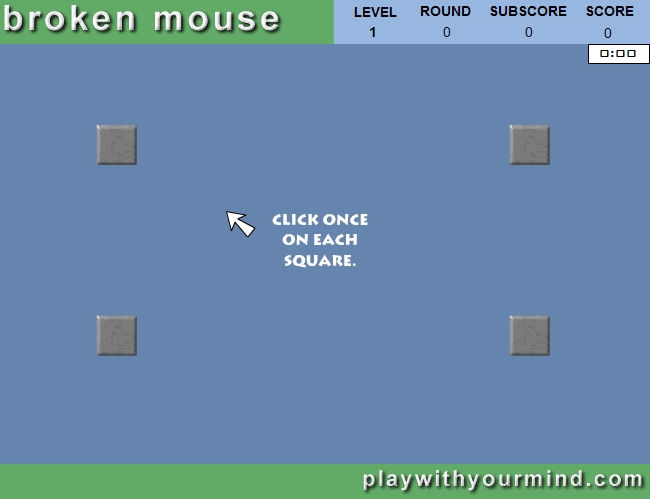 broken mouse
LEVEL ROUND SUBSCORE SCORE
1 0 0 0
0:00
CLICK ONCE
ON EACH
SQUARE.
playwithyourmind.com